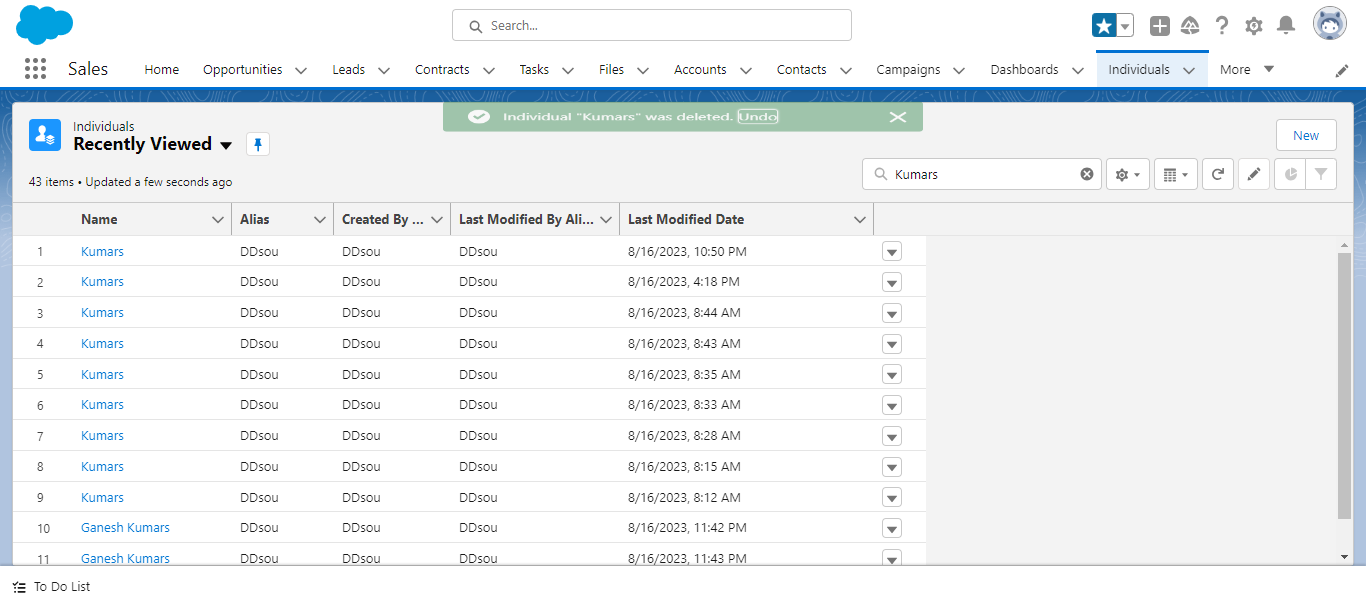 Search...
Sales
Home
Opportunities
Leads
Contracts
Tasks
Files
Accounts
Contacts
Campaigns
Dashboards
Individuals
More
Individual "Kumars" was deleted. Undo
Individuals
Recently Viewed
New
43 items • Updated a few seconds ago
Kumars
Name Alias Created By ... Last Modified By Ali... Last Modified Date
1 Kumars DDsou DDsou DDsou 8/16/2023, 10:50 PM
2 Kumars DDsou DDsou DDsou 8/16/2023, 4:18 PM
3 Kumars DDsou DDsou DDsou 8/16/2023, 8:44 AM
4 Kumars DDsou DDsou DDsou 8/16/2023, 8:43 AM
5 Kumars DDsou DDsou DDsou 8/16/2023, 8:35 AM
6 Kumars DDsou DDsou DDsou 8/16/2023, 8:33 AM
7 Kumars DDsou DDsou DDsou 8/16/2023, 8:28 AM
8 Kumars DDsou DDsou DDsou 8/16/2023, 8:15 AM
9 Kumars DDsou DDsou DDsou 8/16/2023, 8:12 AM
10 Ganesh Kumars DDsou DDsou DDsou 8/16/2023, 11:42 PM
11 Ganesh Kumars DDsou DDsou DDsou 8/16/2023, 11:43 PM
To Do List